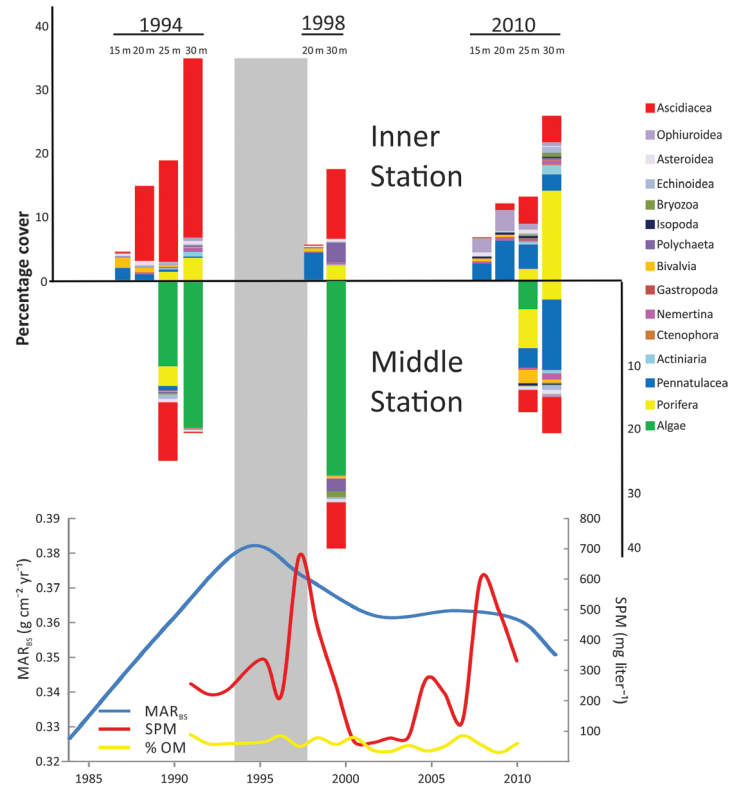 1994 1998 2010
15 m 20 m 25 m 30 m 20 m 30 m 15 m 20 m 25 m 30 m
40
30
20
10
0
Percentage cover
Inner
Station
Middle
Station
Ascidiacea
Ophiuroidea
Asteroidea
Echinoidea
Bryozoa
Isopoda
Polychaeta
Bivalvia
Gastropoda
Nemertina
Ctenophora
Actiniaria
Pennatulacea
Porifera
Algae
10
20
30
40
0.39
0.38
0.37
0.36
0.35
0.34
0.33
0.32
MAR_BS (g cm⁻² yr⁻¹)
MAR_BS
SPM
% OM
800
700
600
500
400
300
200
100
SPM (mg liter⁻¹)
1985 1990 1995 2000 2005 2010